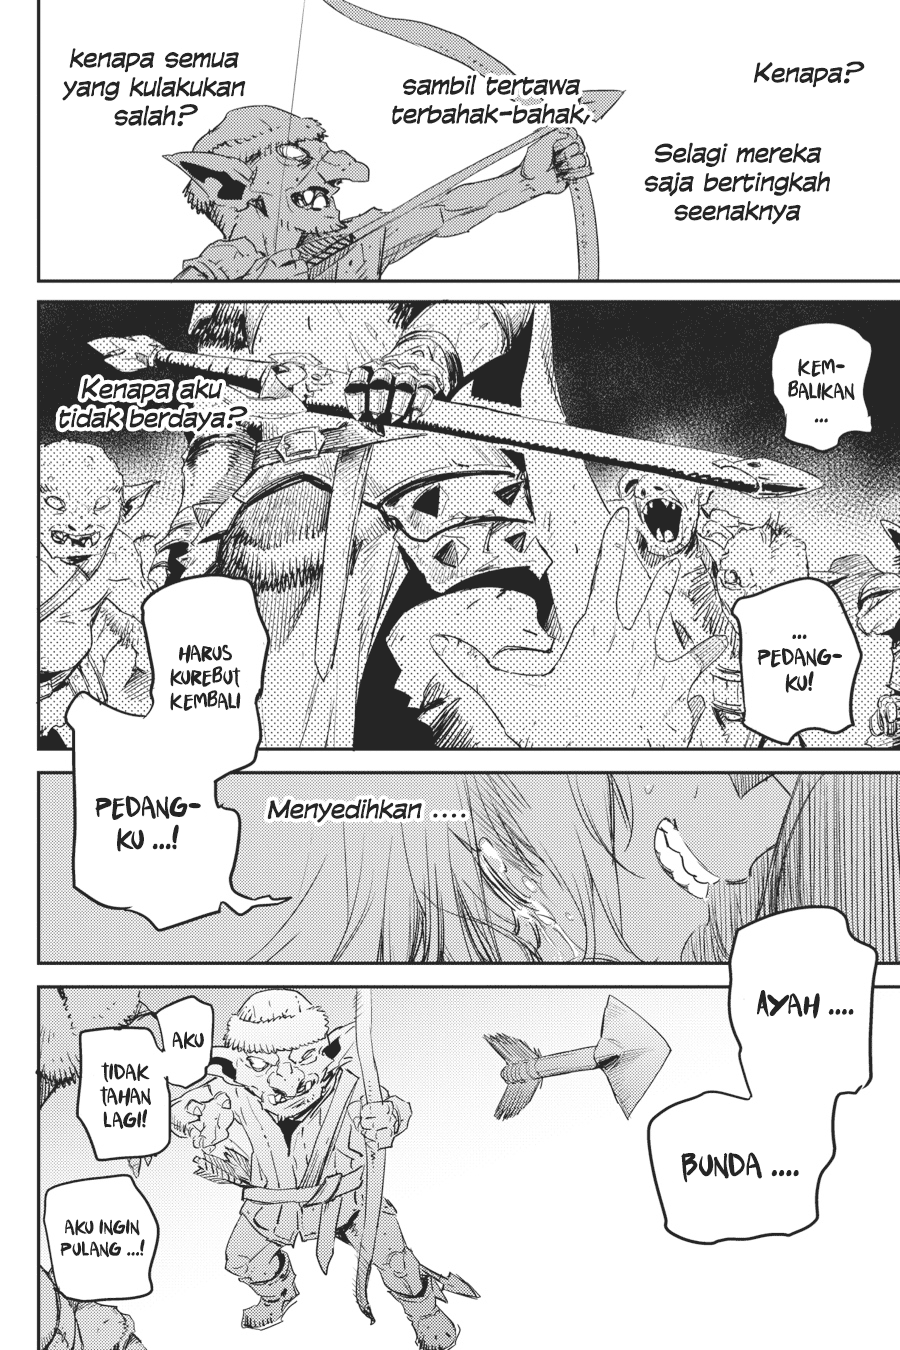 Kenapa?
Selagi mereka
saja bertingkah
seenaknya
sambil tertawa
terbahak-bahak,
kenapa semua
yang kulakukan
salah?
KEM-
BALIKAN
...
...
PEDANG-
KU!
Kenapa aku
tidak berdaya?
HARUS
KUREBUT
KEMBALI
PEDANG-
KU ...!
Menyedihkan ....
AYAH ....
BUNDA ....
AKU
TIDAK
TAHAN
LAGI!
AKU INGIN
PULANG ...!